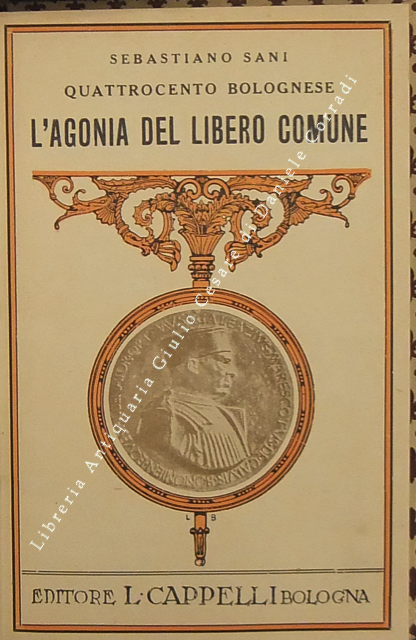 SEBASTIANO SANI
QUATTROCENTO BOLOGNESE
L'AGONIA DEL LIBERO COMUNE
L B
EDITORE L. CAPPELLI BOLOGNA
Libreria Antiquaria Giulio Cesare di Daniele Corradi